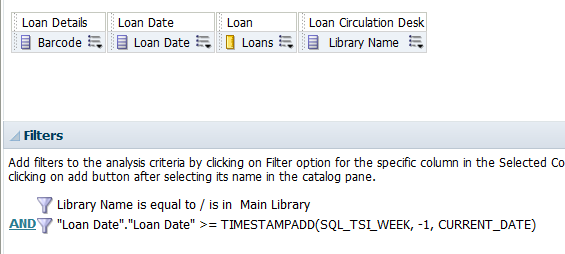 Loan Details Loan Date Loan Loan Circulation Desk
Barcode Loan Date Loans Library Name
Filters
Add filters to the analysis criteria by clicking on Filter option for the specific column in the Selected Co
clicking on add button after selecting its name in the catalog pane.
Library Name is equal to / is in Main Library
AND "Loan Date"."Loan Date" >= TIMESTAMPADD(SQL_TSI_WEEK, -1, CURRENT_DATE)